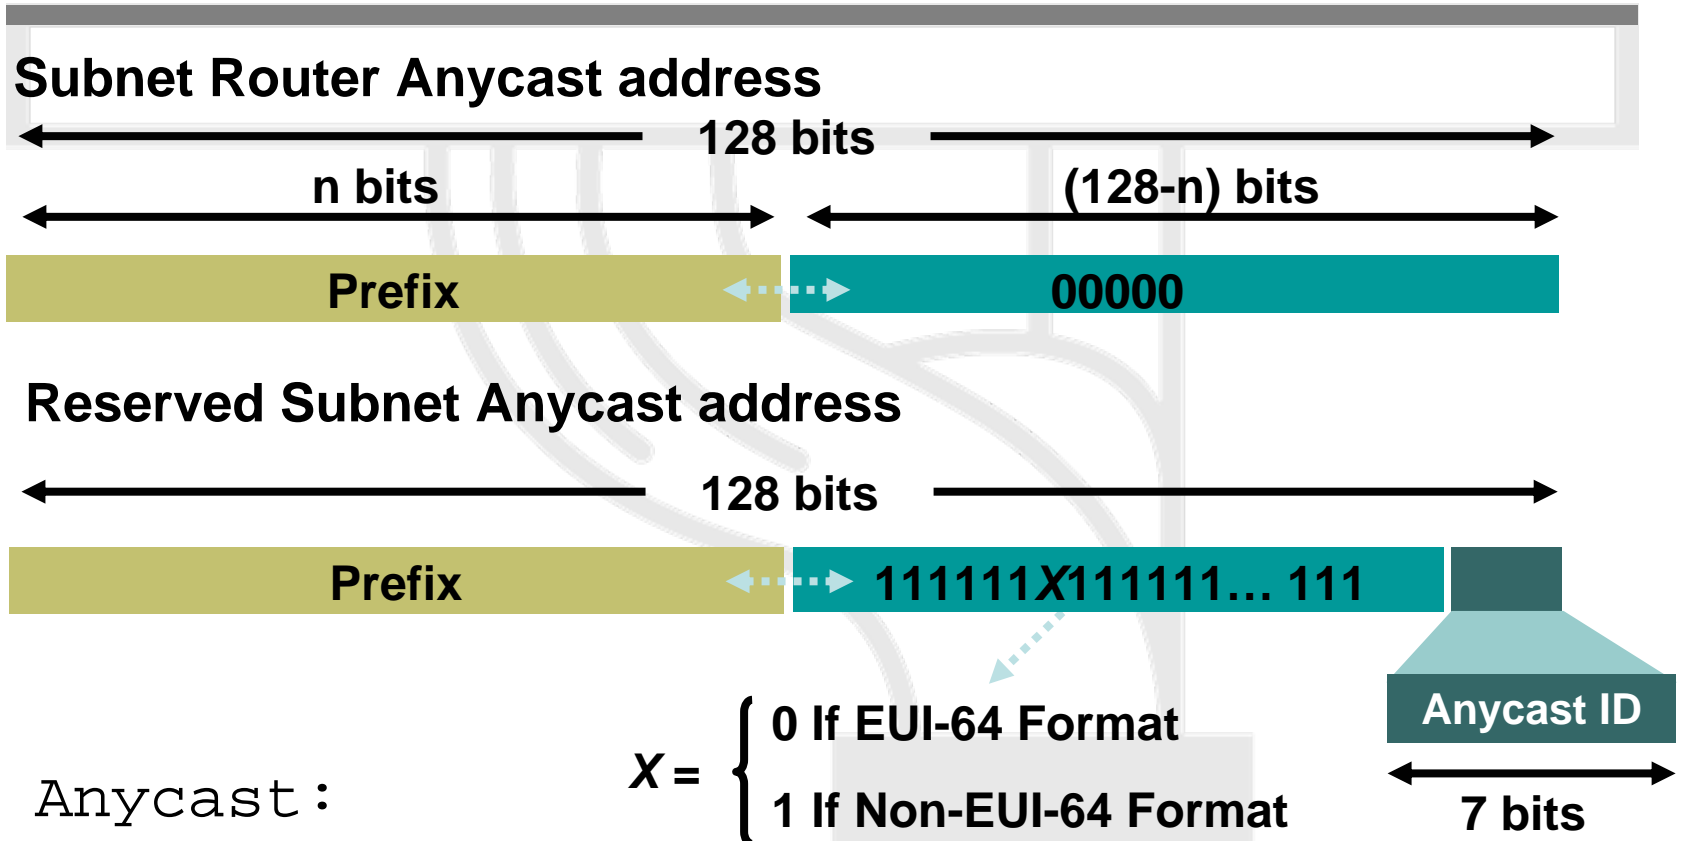 Subnet Router Anycast address
128 bits
n bits (128-n) bits
Prefix 00000
Reserved Subnet Anycast address
128 bits
Prefix 111111X111111... 111
Anycast ID
X = 0 If EUI-64 Format
1 If Non-EUI-64 Format
7 bits
Anycast: